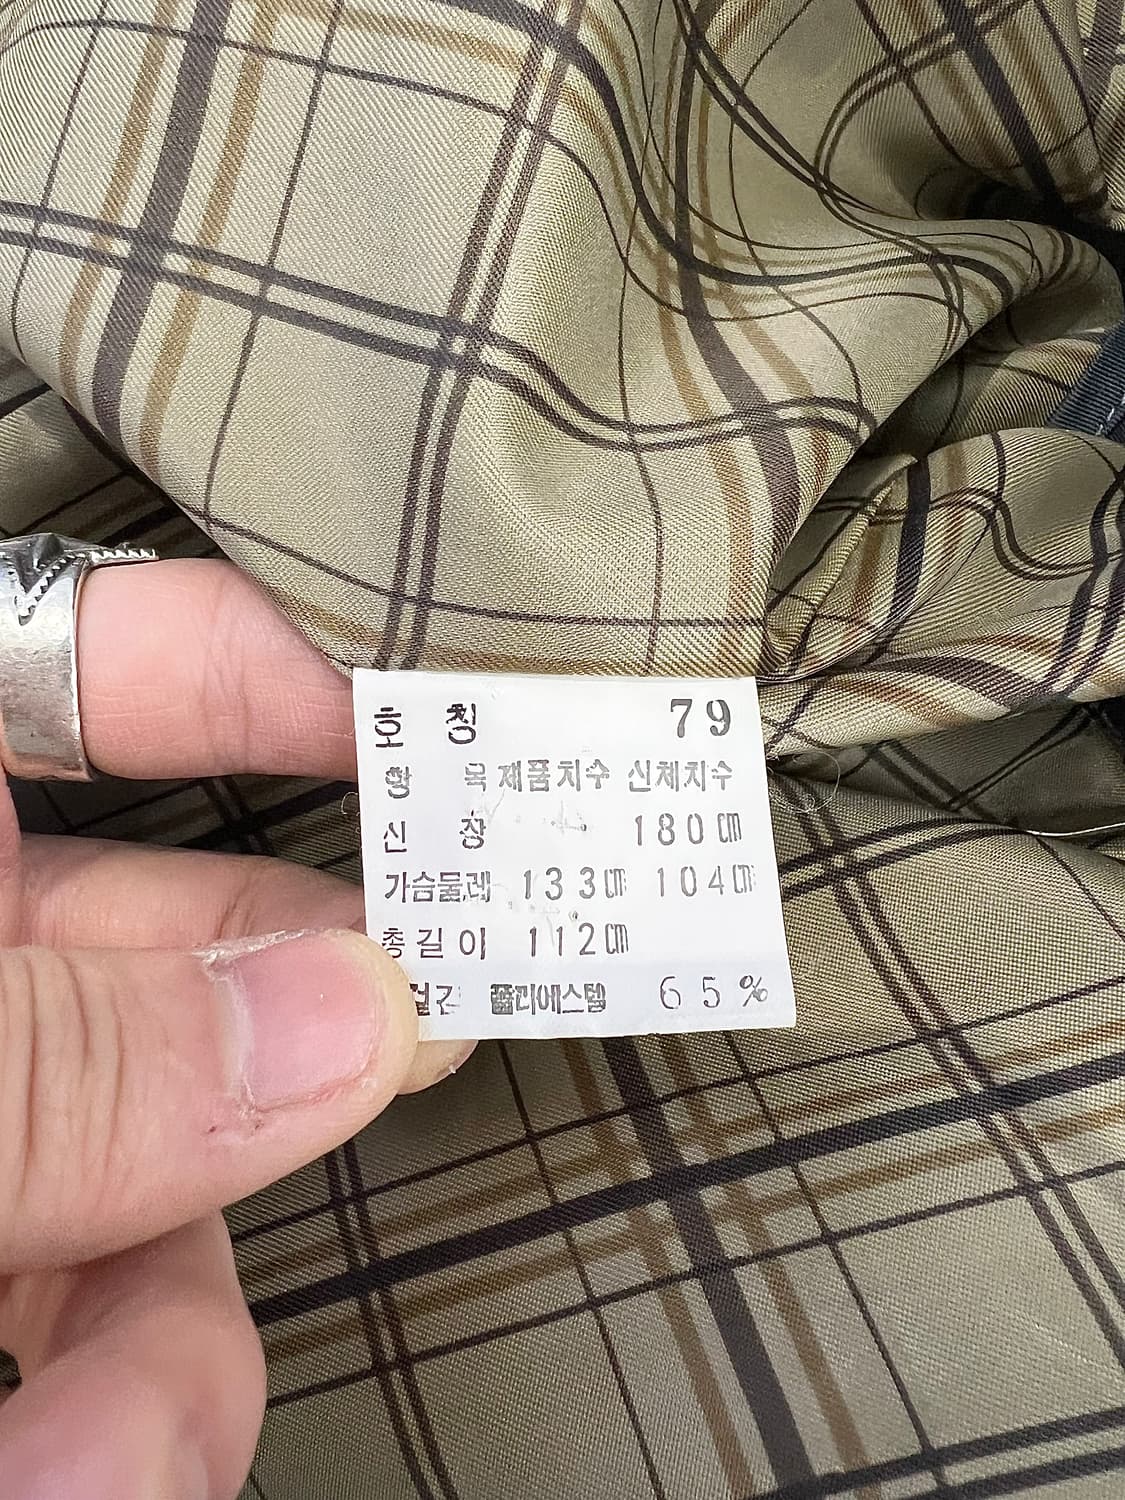 호 칭 79
항 목 제품치수 신체치수
신 장 180㎝
가슴둘레 133㎝ 104㎝
총길이 112㎝
폴리에스텔 65%